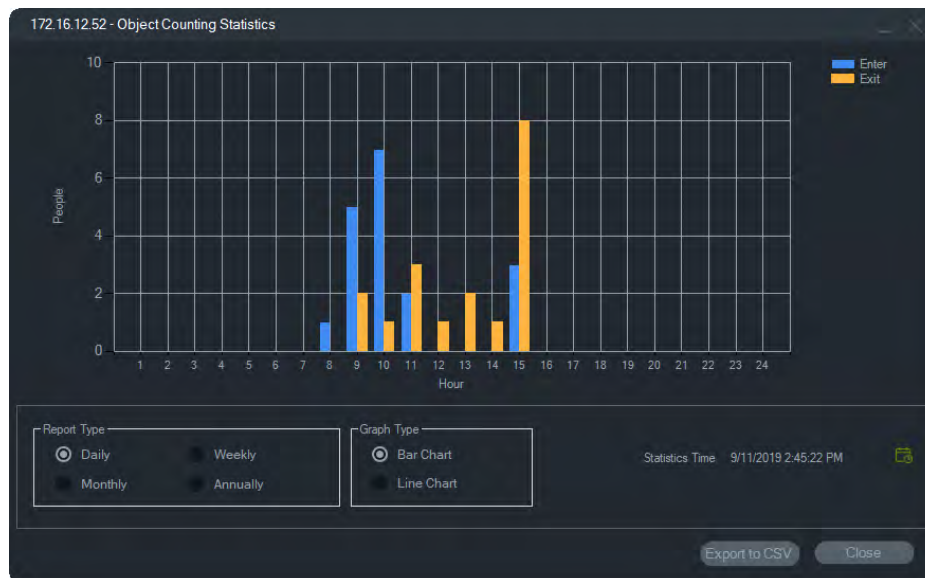 172.16.12.52 - Object Counting Statistics
Enter
Exit
10
8
6
4
2
0
People
1 2 3 4 5 6 7 8 9 10 11 12 13 14 15 16 17 18 19 20 21 22 23 24
Hour
Report Type
Daily Weekly
Monthly Annually
Graph Type
Bar Chart
Line Chart
Statistics Time 9/11/2019 2:45:22 PM
Export to CSV Close